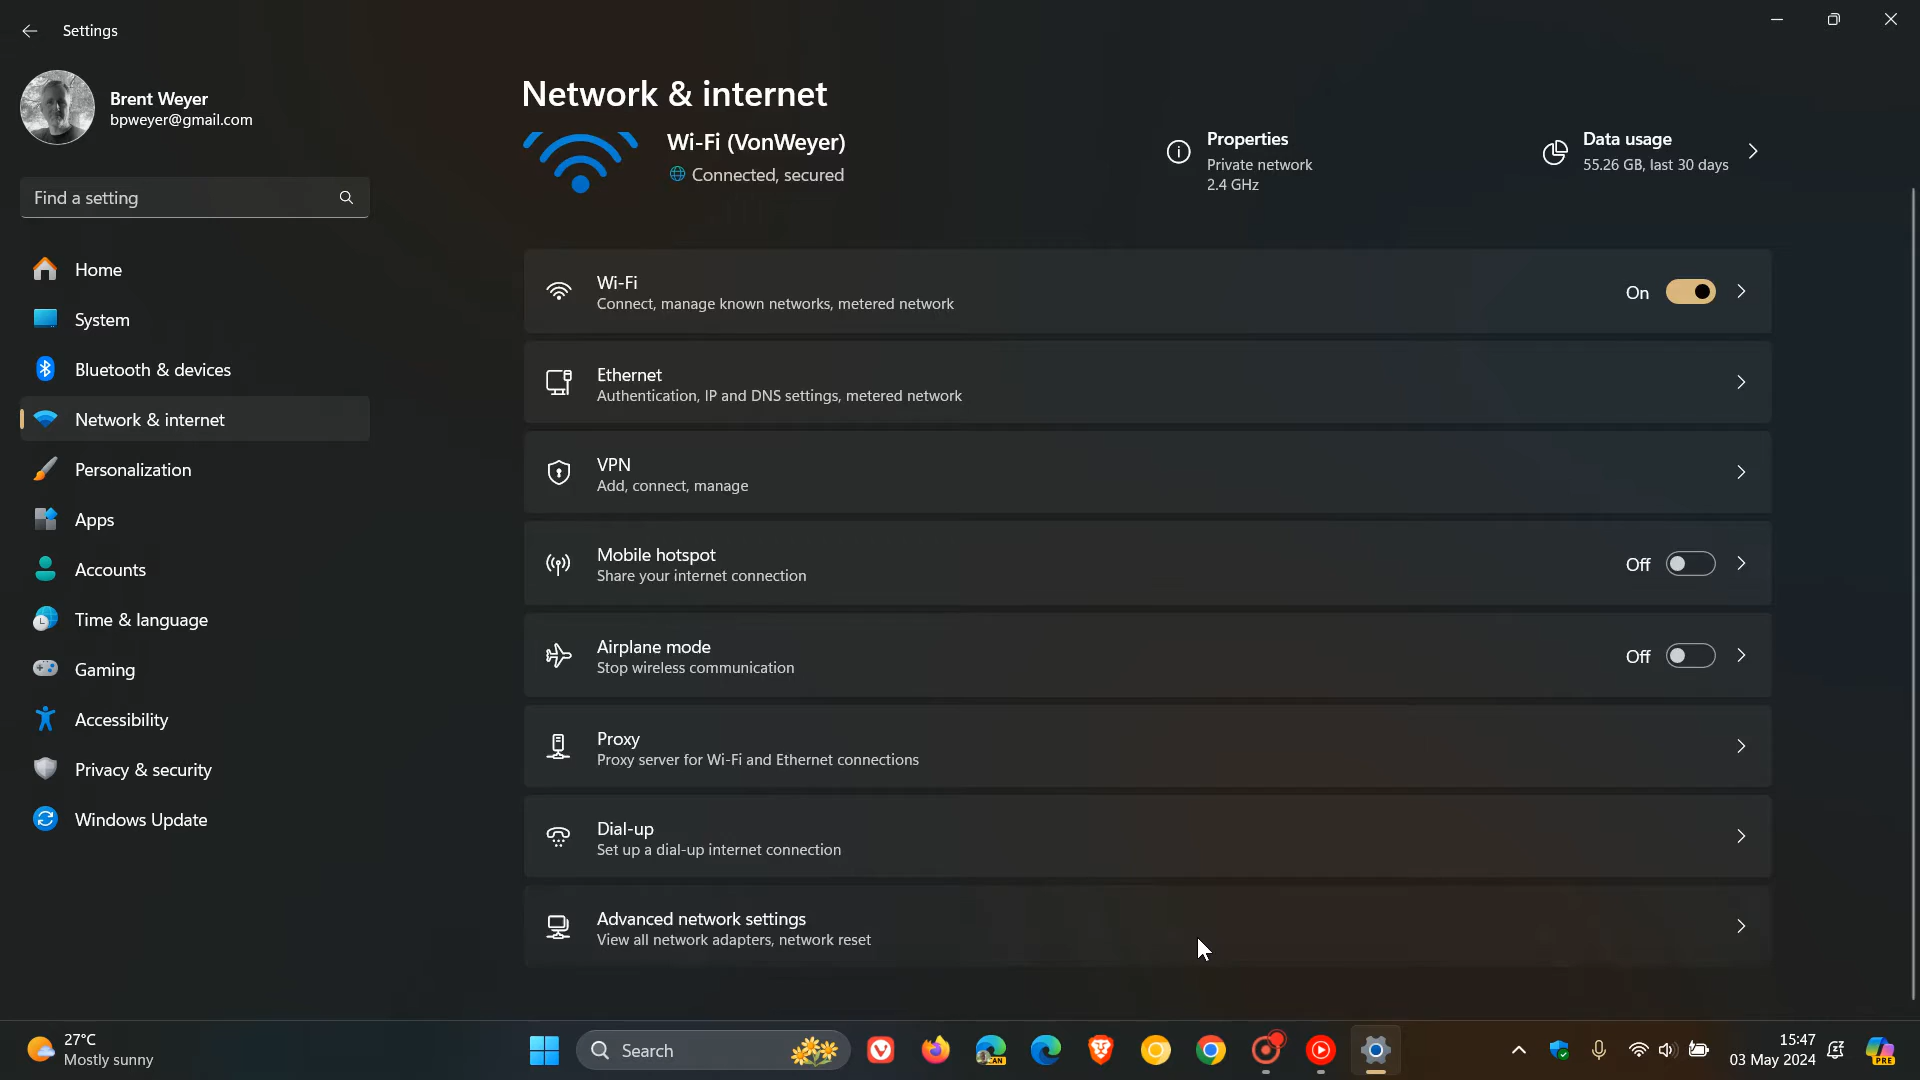 Settings
Brent Weyer
bpweyer@gmail.com
Find a setting
Home
System
Bluetooth & devices
Network & internet
Personalization
Apps
Accounts
Time & language
Gaming
Accessibility
Privacy & security
Windows Update
Network & internet
Wi-Fi (VonWeyer)
Connected, secured
Properties
Private network
2.4 GHz
Data usage
55.26 GB, last 30 days
Wi-Fi
Connect, manage known networks, metered network
On
Ethernet
Authentication, IP and DNS settings, metered network
VPN
Add, connect, manage
Mobile hotspot
Share your internet connection
Off
Airplane mode
Stop wireless communication
Off
Proxy
Proxy server for Wi-Fi and Ethernet connections
Dial-up
Set up a dial-up internet connection
Advanced network settings
View all network adapters, network reset
27°C
Mostly sunny
Search
CAN
15:47
03 May 2024
PRE